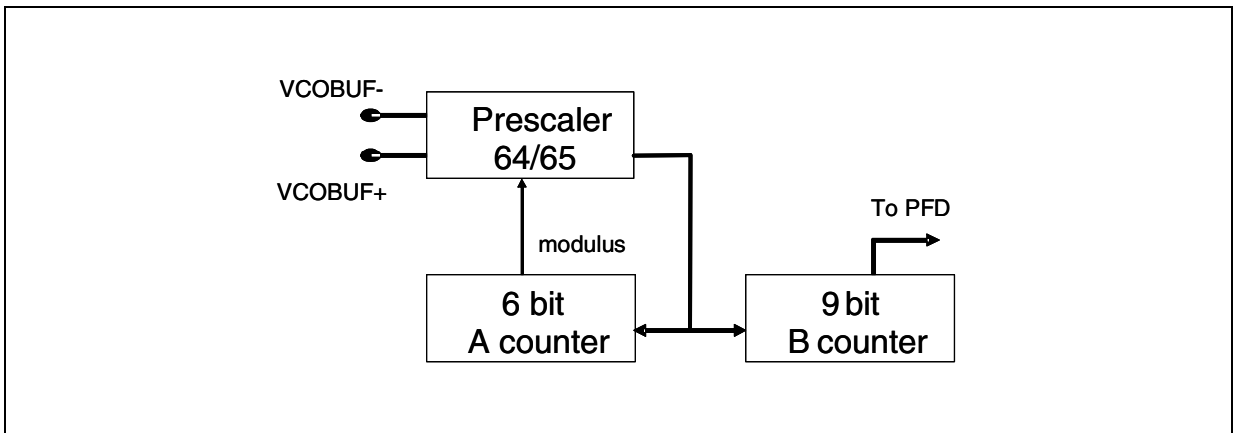 VCOBUF-
Prescaler
64/65
VCOBUF+
To PFD
modulus
6 bit
A counter
9 bit
B counter